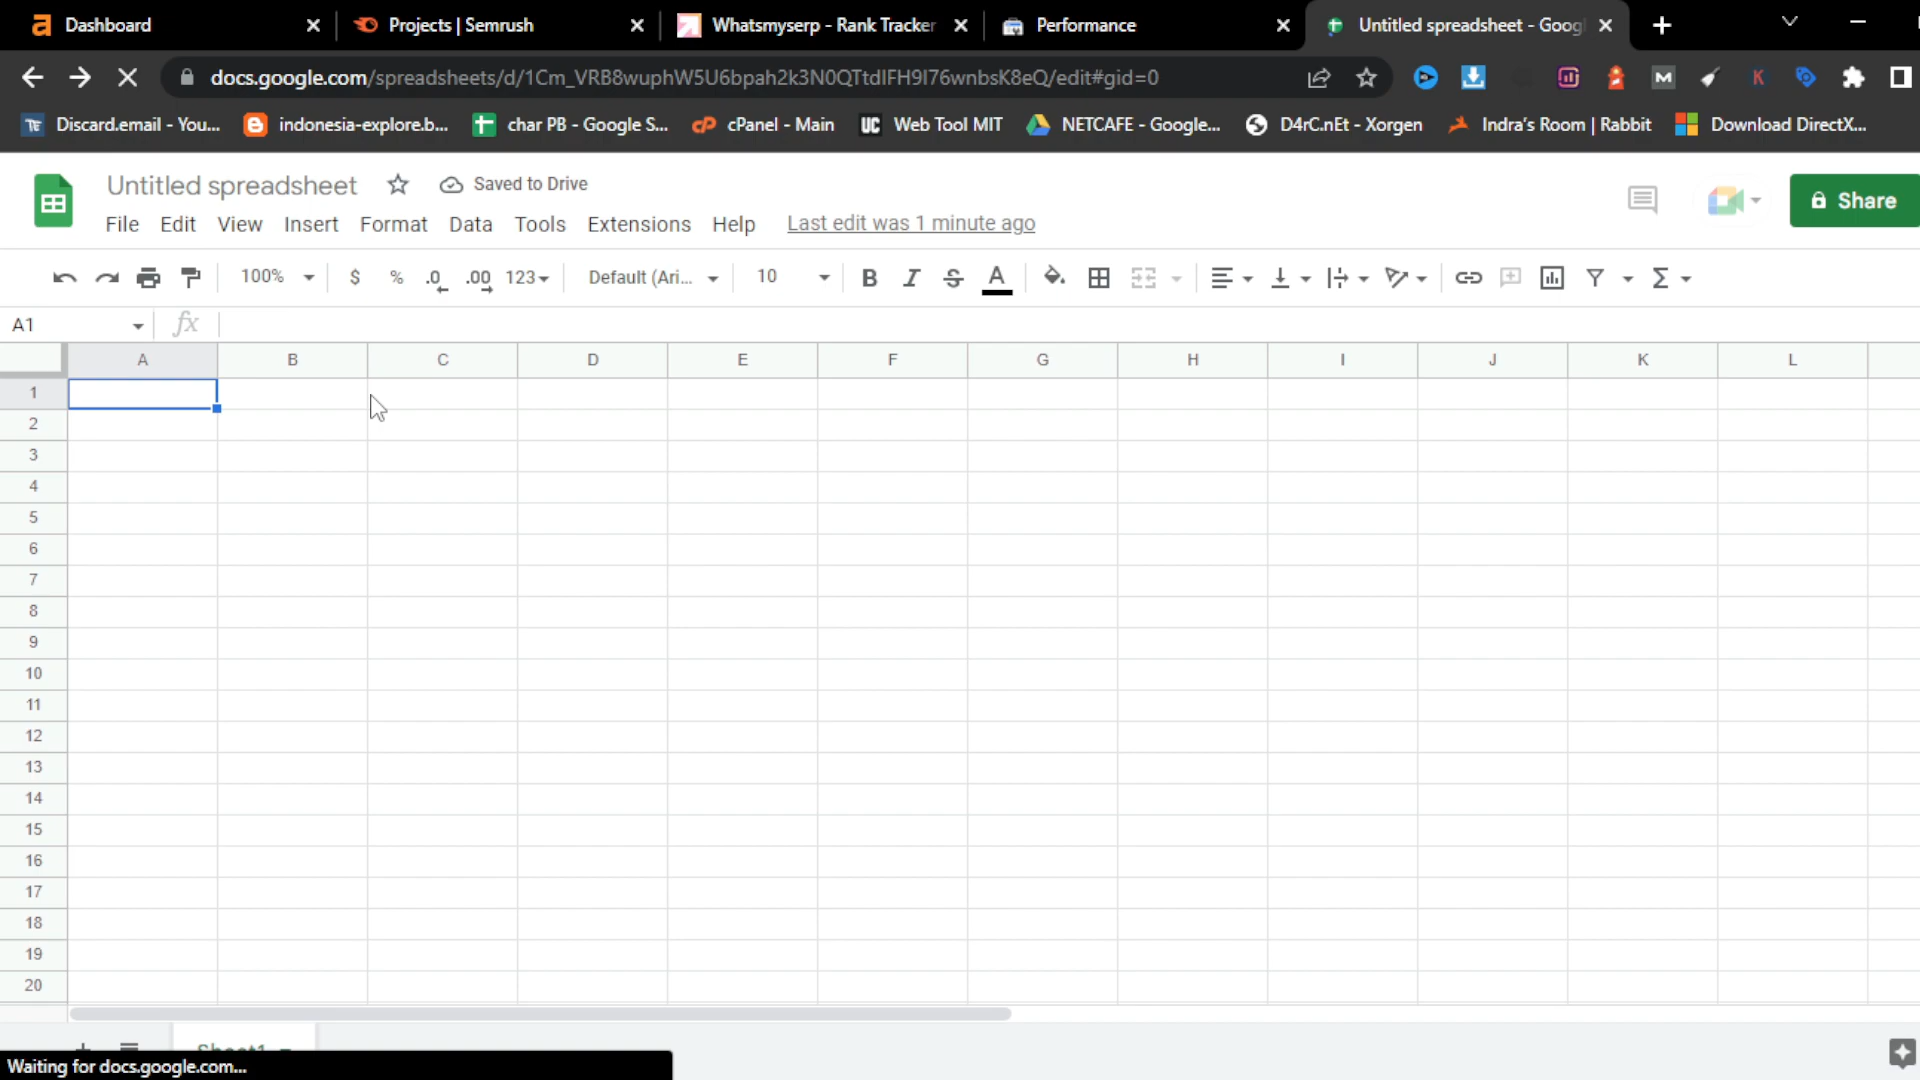 Dashboard
Projects | Semrush
Whatsmyserp - Rank Tracker
Performance
Untitled spreadsheet - Goog
docs.google.com/spreadsheets/d/1Cm_VRB8wuphW5U6bpah2k3N0QTtdIFH9I76wnbsK8eQ/edit#gid=0
Discard.email - You...
indonesia-explore.b...
char PB - Google S...
cPanel - Main
UC Web Tool MIT
NETCAFE - Google...
D4rC.nEt - Xorgen
Indra's Room | Rabbit
Download DirectX...
Untitled spreadsheet
Saved to Drive
Share
File Edit View Insert Format Data Tools Extensions Help Last edit was 1 minute ago
100% $ % .0 .00 123 Default (Ari... 10 B I S A
A1 fx
A B C D E F G H I J K L
1
2
3
4
5
6
7
8
9
10
11
12
13
14
15
16
17
18
19
20
Sheet1
Waiting for docs.google.com...